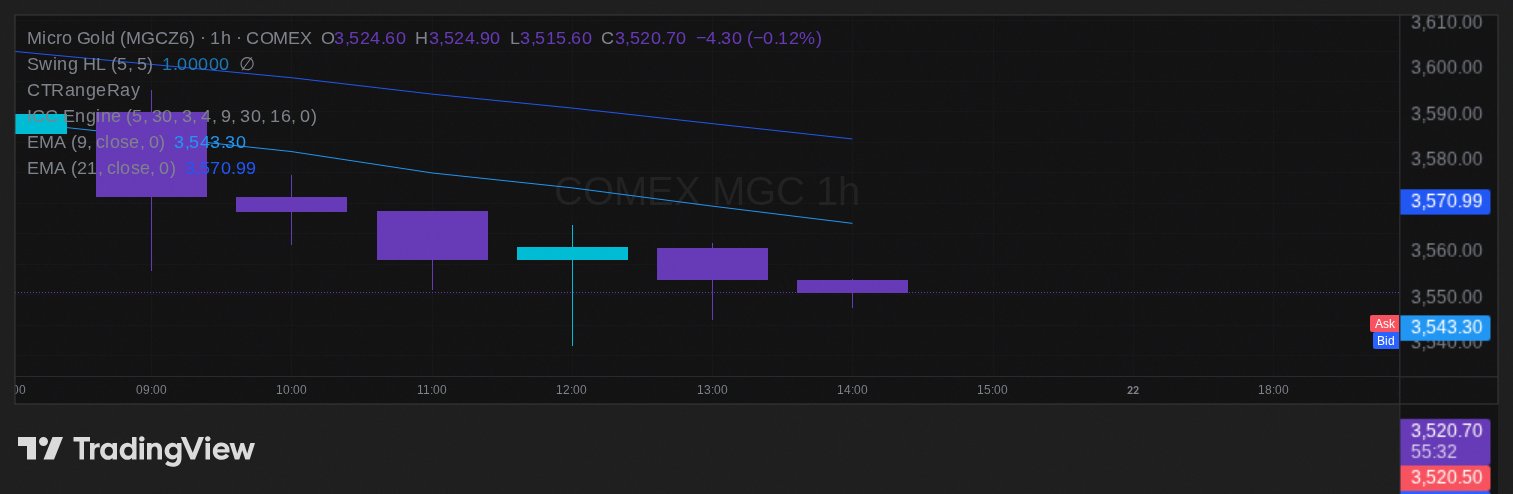 Micro Gold (MGCZ6) · 1h · COMEX O3,524.60 H3,524.90 L3,515.60 C3,520.70 −4.30 (−0.12%)
Swing HL (5, 5) 1.00000 ∅
CTRangeRay
ICC Engine (5, 30, 3, 4, 9, 30, 16, 0)
EMA (9, close, 0) 3,543.30
EMA (21, close, 0) 3,570.99
COMEX MGC 1h
3,610.00
3,600.00
3,590.00
3,580.00
3,570.99
3,560.00
3,550.00
Ask
3,543.30
Bid
3,540.00
00 09:00 10:00 11:00 12:00 13:00 14:00 15:00 22 18:00
TradingView
3,520.70
55:32
3,520.50